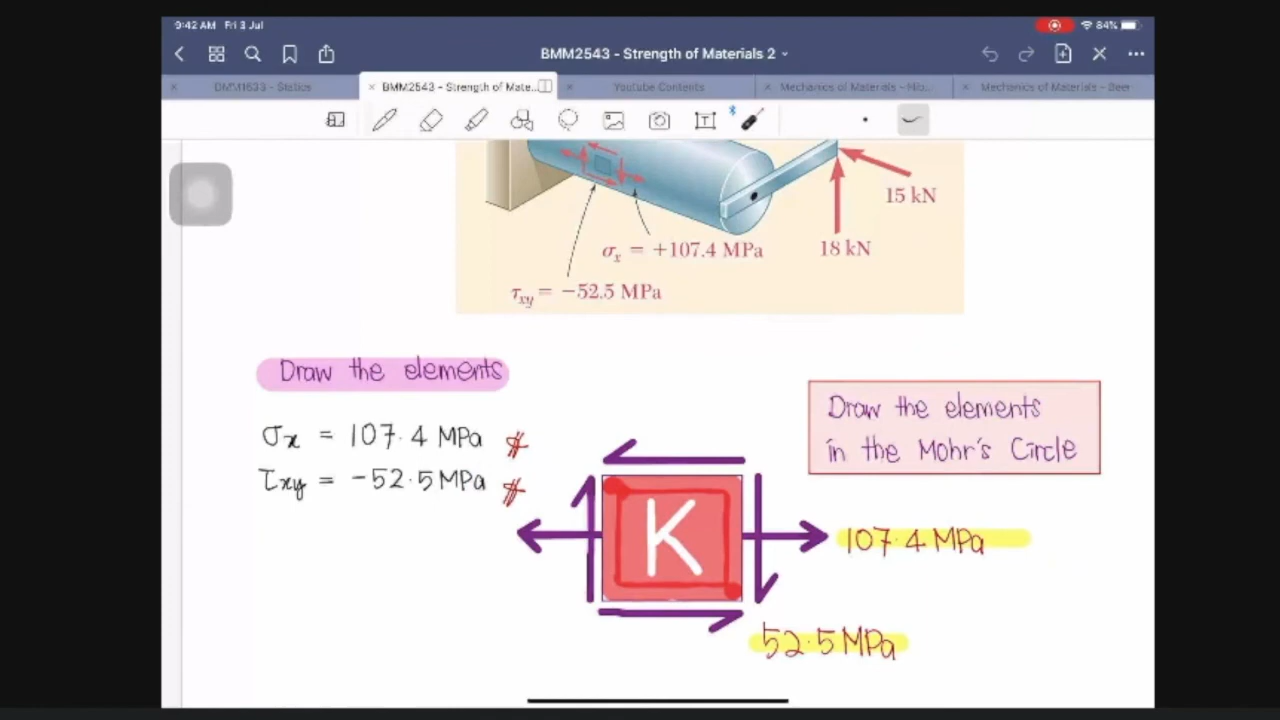 9:42 AM Fri 3 Jul
84%
BMM2543 - Strength of Materials 2
BMM2543 - Strength of Mate...
Youtube Contents
Mechanics of Materials -
Mechanics of Materials - Beer
15 kN
σx = +107.4 MPa
18 kN
τxy = −52.5 MPa
Draw the elements
σx = 107.4 MPa
τxy = -52.5 MPa
Draw the elements
in the Mohr's Circle
K
107.4 MPa
52.5 MPa